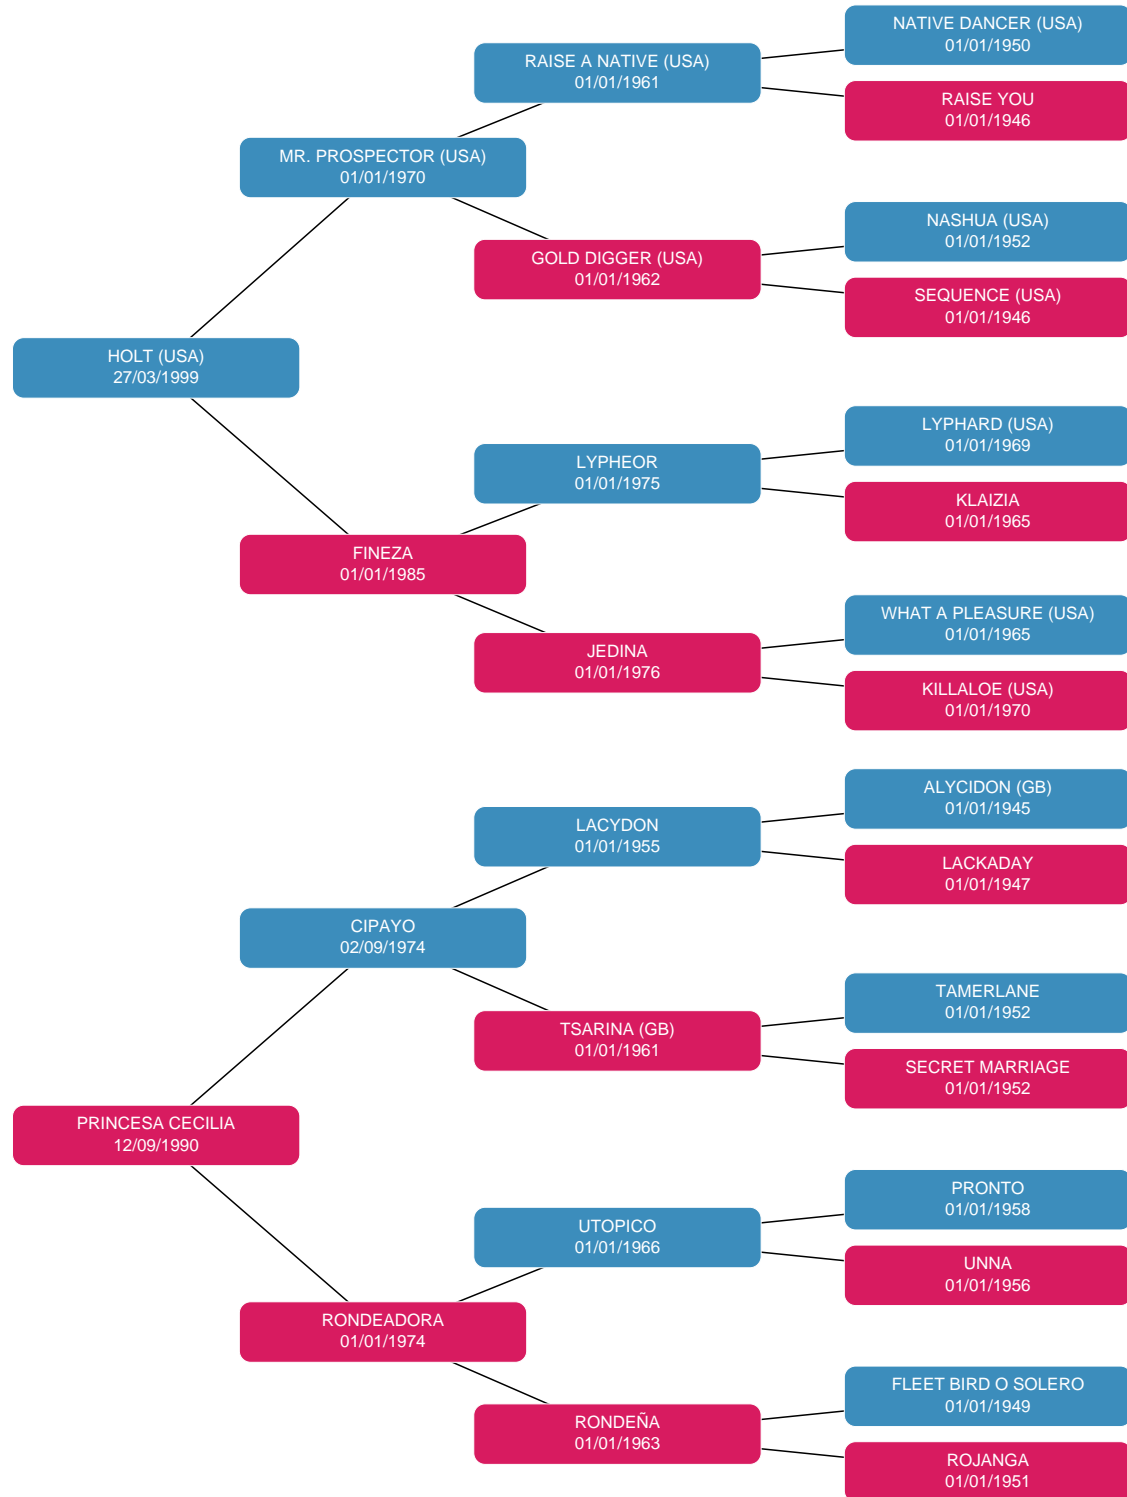 NATIVE DANCER (USA)
01/01/1950
RAISE A NATIVE (USA)
01/01/1961
RAISE YOU
01/01/1946
MR. PROSPECTOR (USA)
01/01/1970
NASHUA (USA)
01/01/1952
GOLD DIGGER (USA)
01/01/1962
SEQUENCE (USA)
01/01/1946
HOLT (USA)
27/03/1999
LYPHARD (USA)
01/01/1969
LYPHEOR
01/01/1975
KLAIZIA
01/01/1965
FINEZA
01/01/1985
WHAT A PLEASURE (USA)
01/01/1965
JEDINA
01/01/1976
KILLALOE (USA)
01/01/1970
ALYCIDON (GB)
01/01/1945
LACYDON
01/01/1955
LACKADAY
01/01/1947
CIPAYO
02/09/1974
TAMERLANE
01/01/1952
TSARINA (GB)
01/01/1961
SECRET MARRIAGE
01/01/1952
PRINCESA CECILIA
12/09/1990
PRONTO
01/01/1958
UTOPICO
01/01/1966
UNNA
01/01/1956
RONDEADORA
01/01/1974
FLEET BIRD O SOLERO
01/01/1949
RONDEÑA
01/01/1963
ROJANGA
01/01/1951